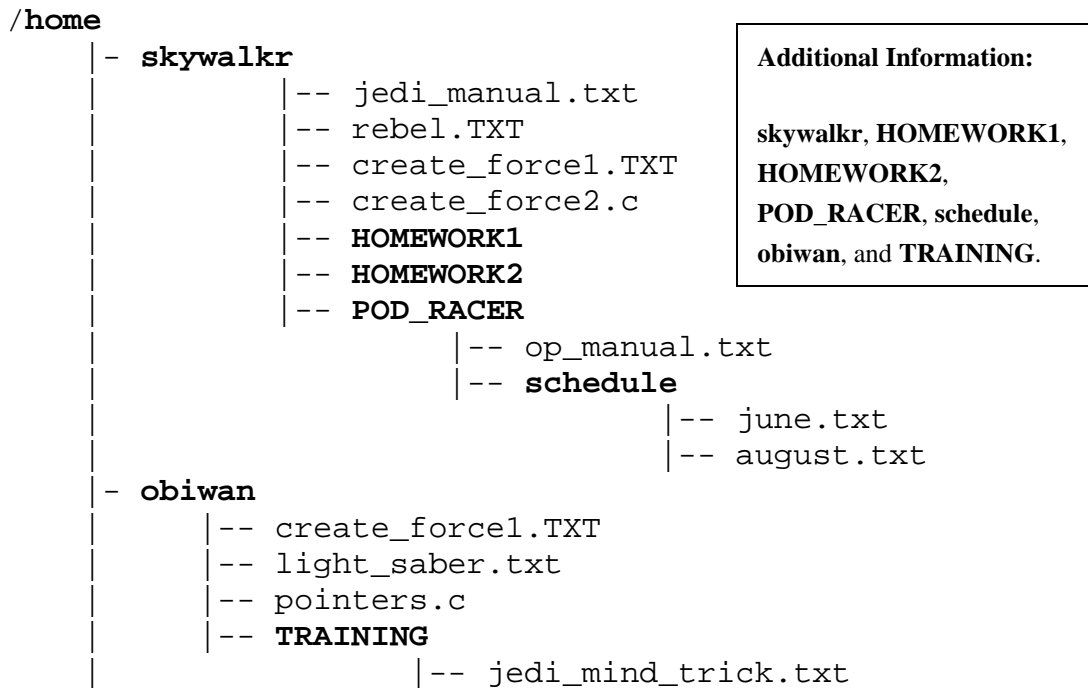 /home
|- skywalkr
|-- jedi_manual.txt
|-- rebel.TXT
|-- create_force1.TXT
|-- create_force2.c
|-- HOMEWORK1
|-- HOMEWORK2
|-- POD_RACER
|-- op_manual.txt
|-- schedule
|-- june.txt
|-- august.txt
|- obiwan
|-- create_force1.TXT
|-- light_saber.txt
|-- pointers.c
|-- TRAINING
|-- jedi_mind_trick.txt
Additional Information:
skywalkr, HOMEWORK1,
HOMEWORK2,
POD_RACER, schedule,
obiwan, and TRAINING.